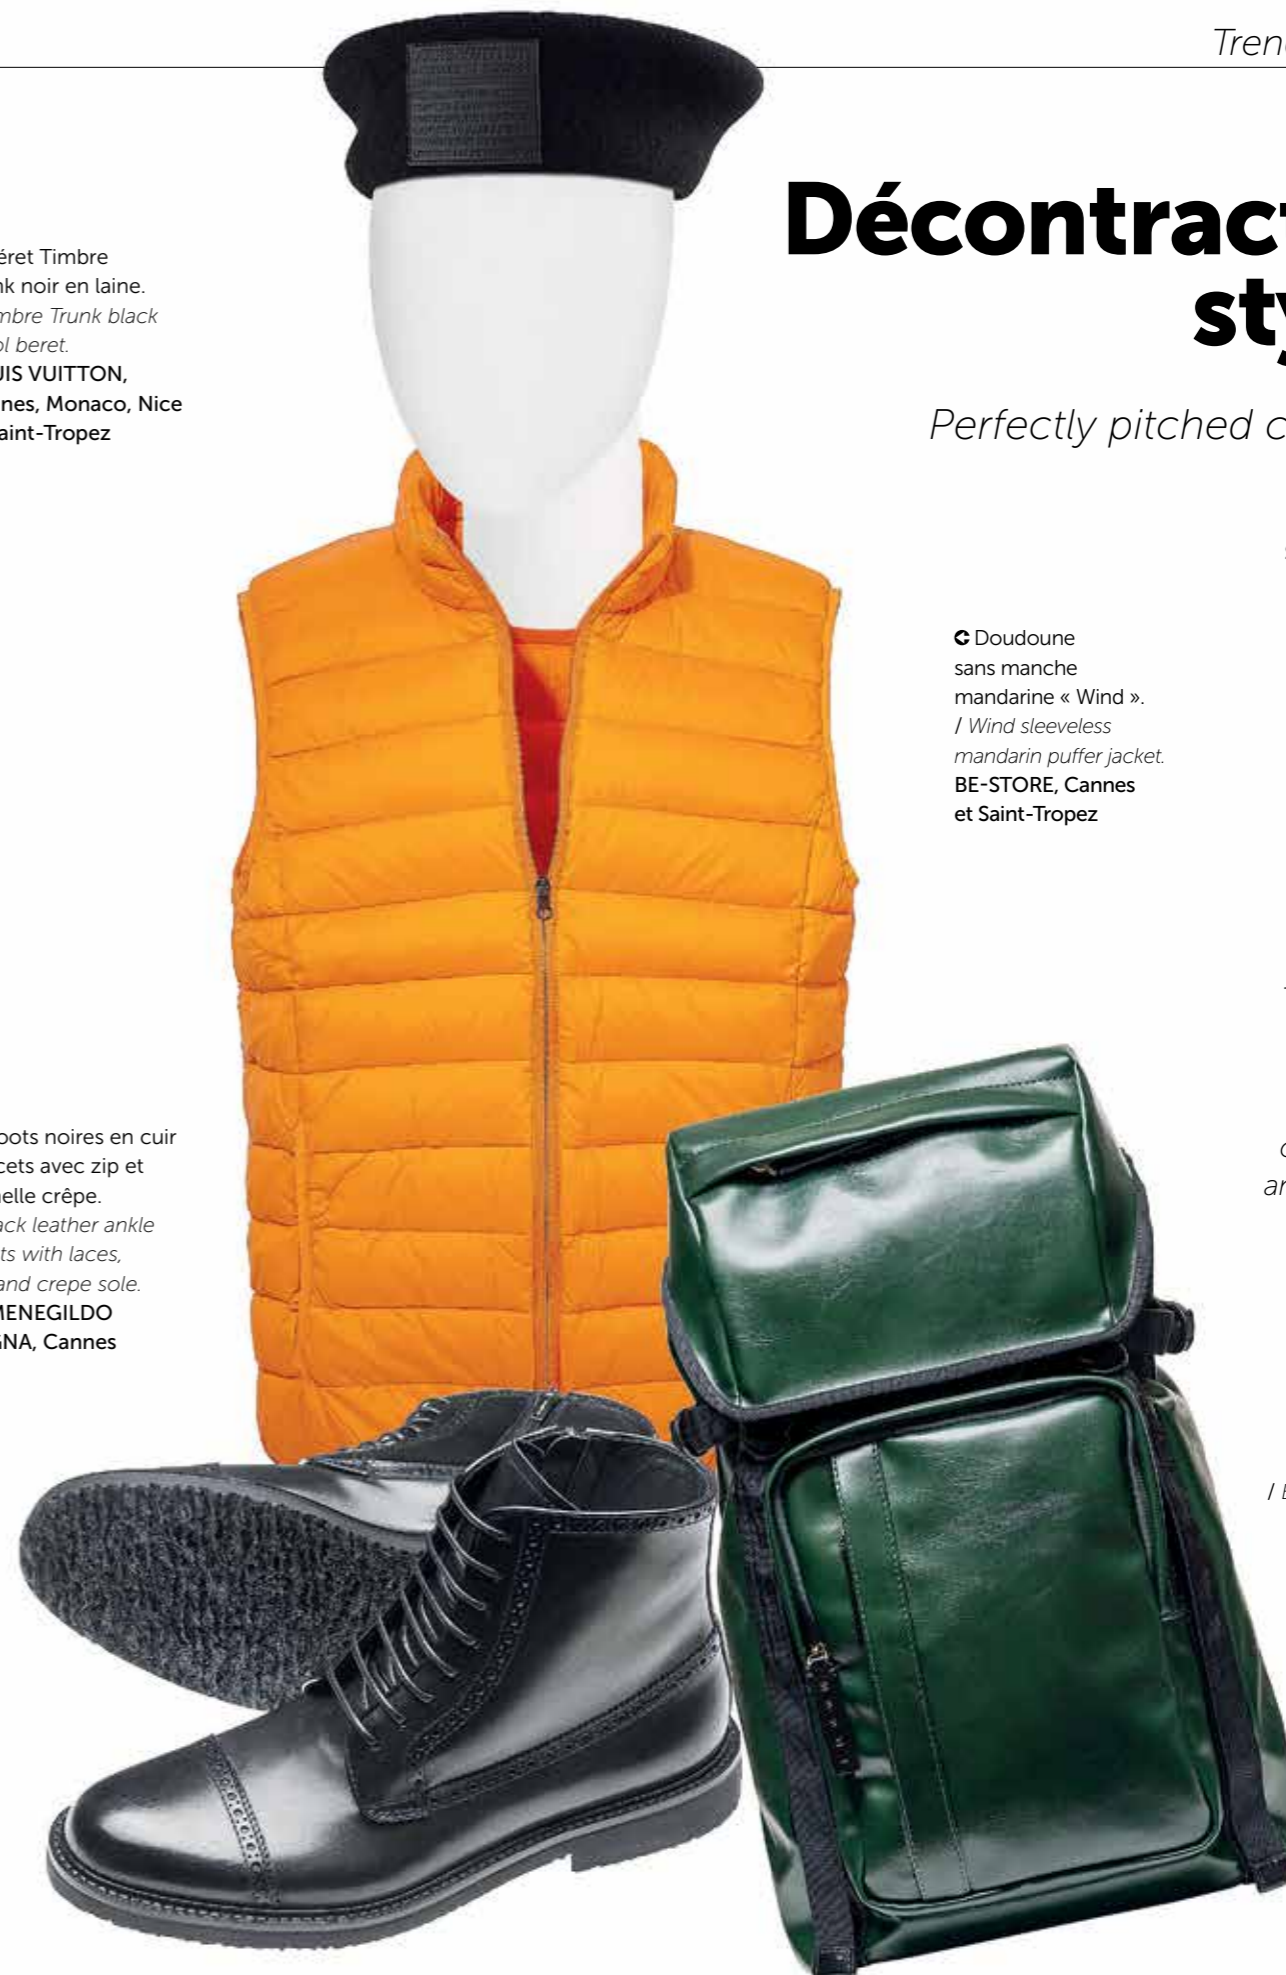 Tren
Décontract
sty
Perfectly pitched c
éret Timbre
nk noir en laine.
mbre Trunk black
ol beret.
UIS VUITTON,
nes, Monaco, Nice
aint-Tropez
Doudoune
sans manche
mandarine « Wind ».
/ Wind sleeveless
mandarin puffer jacket.
BE-STORE, Cannes
et Saint-Tropez
oots noires en cuir
cets avec zip et
elle crêpe.
ack leather ankle
ts with laces,
and crepe sole.
MENEGILDO
GNA, Cannes
ar
/ E